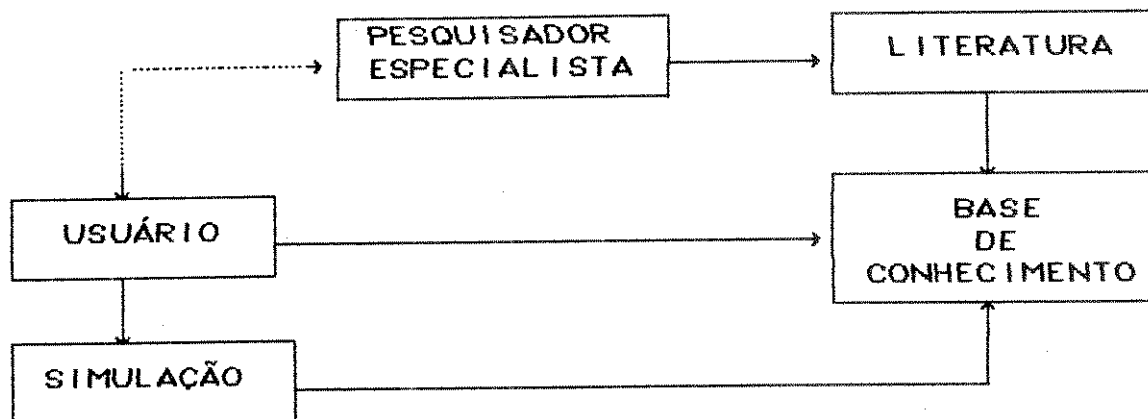 PESQUISADOR
ESPECIALISTA
LITERATURA
USUÁRIO
BASE
DE
CONHECIMENTO
SIMULAÇÃO